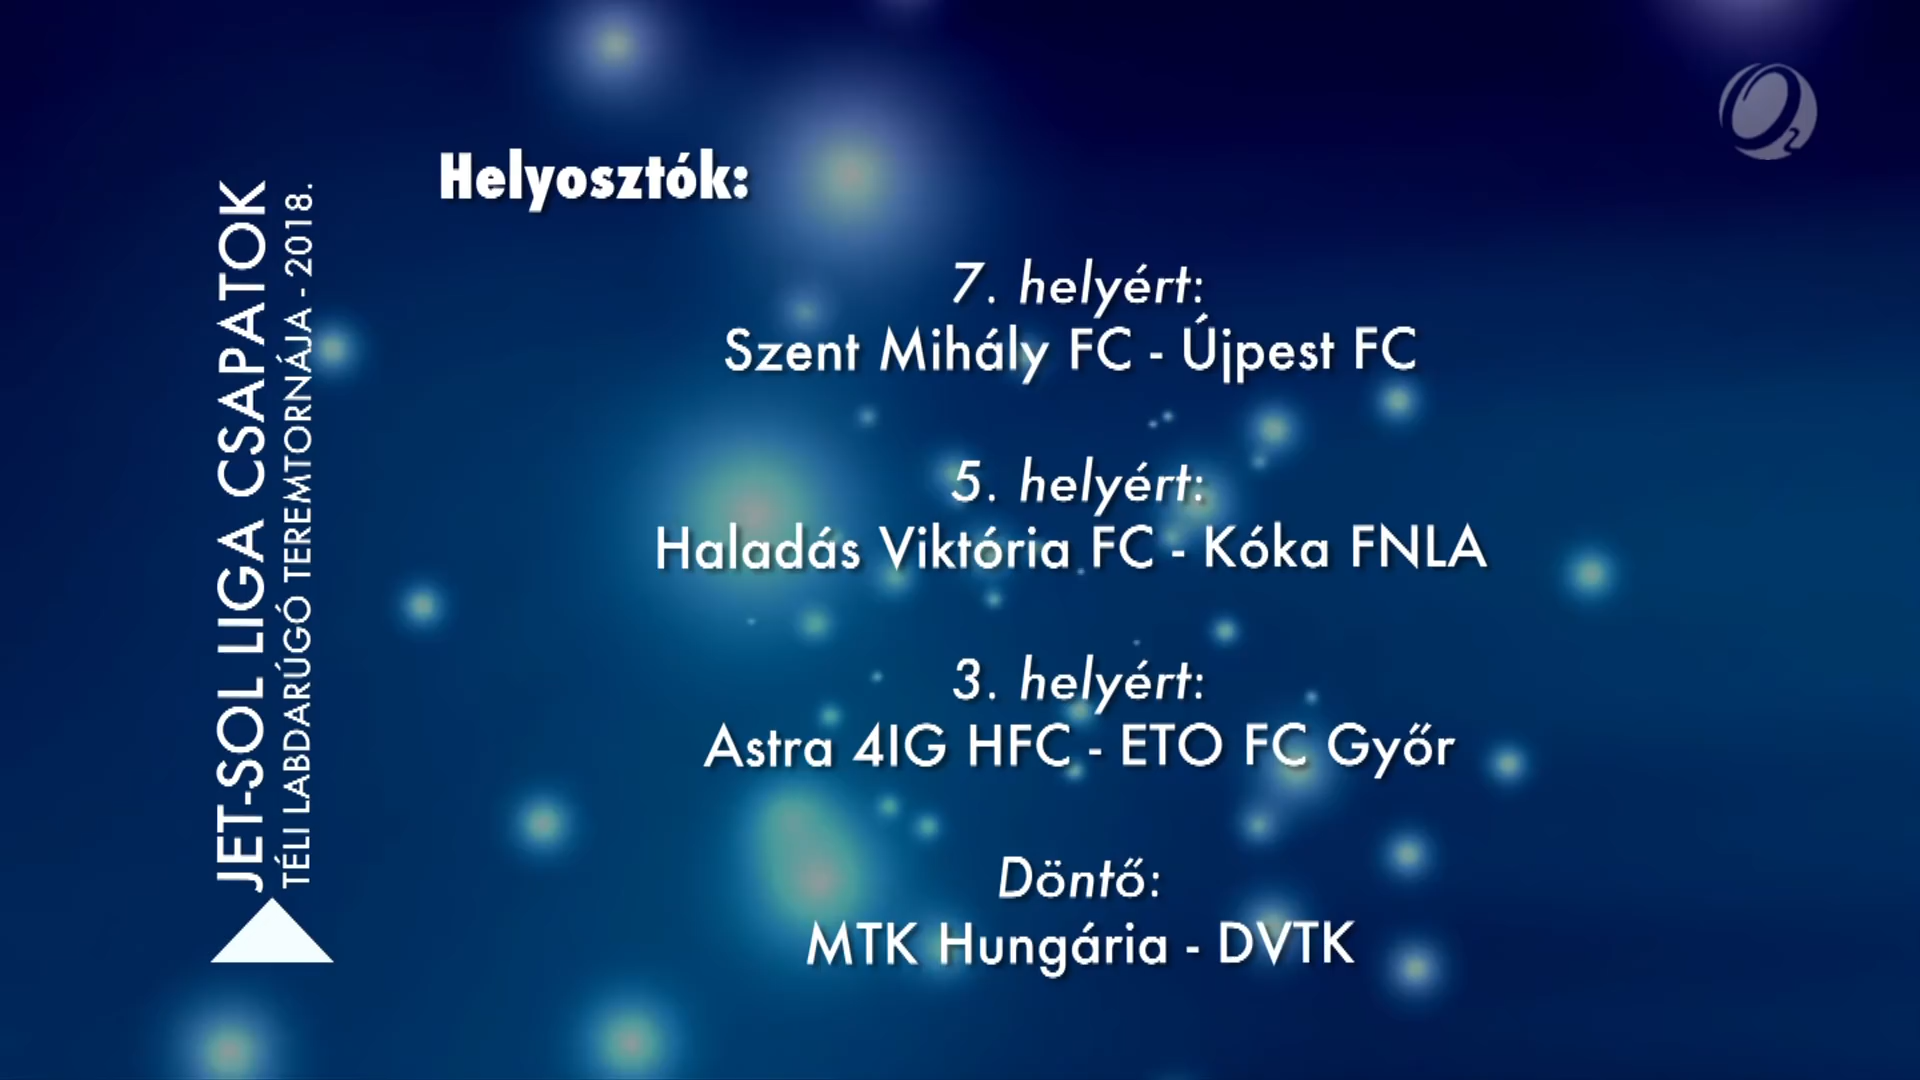 JET-SOL LIGA CSAPATOK
TÉLI LABDARÚGÓ TEREMTORNÁJA - 2018.
Helyosztók:
7. helyért:
Szent Mihály FC - Újpest FC
5. helyért:
Haladás Viktória FC - Kóka FNLA
3. helyért:
Astra 4IG HFC - ETO FC Győr
Döntő:
MTK Hungária - DVTK
O2